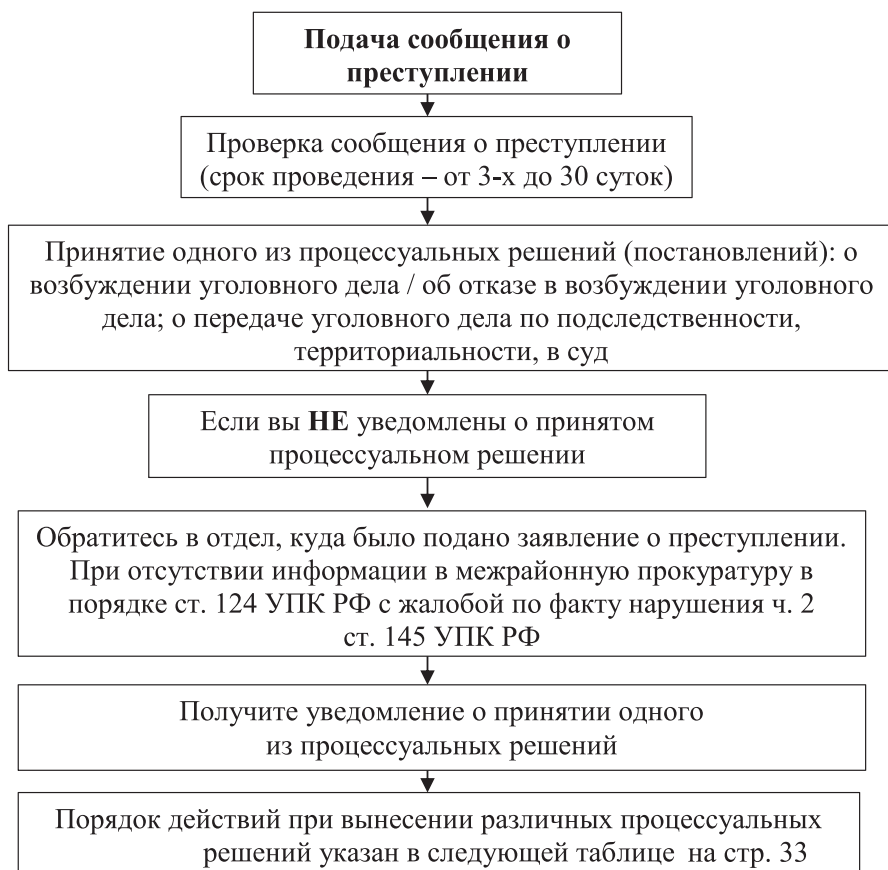 Подача сообщения о
преступлении
Проверка сообщения о преступлении
(срок проведения – от 3-х до 30 суток)
Принятие одного из процессуальных решений (постановлений): о
возбуждении уголовного дела / об отказе в возбуждении уголовного
дела; о передаче уголовного дела по подследственности,
территориальности, в суд
Если вы НЕ уведомлены о принятом
процессуальном решении
Обратитесь в отдел, куда было подано заявление о преступлении.
При отсутствии информации в межрайонную прокуратуру в
порядке ст. 124 УПК РФ с жалобой по факту нарушения ч. 2
ст. 145 УПК РФ
Получите уведомление о принятии одного
из процессуальных решений
Порядок действий при вынесении различных процессуальных
решений указан в следующей таблице на стр. 33